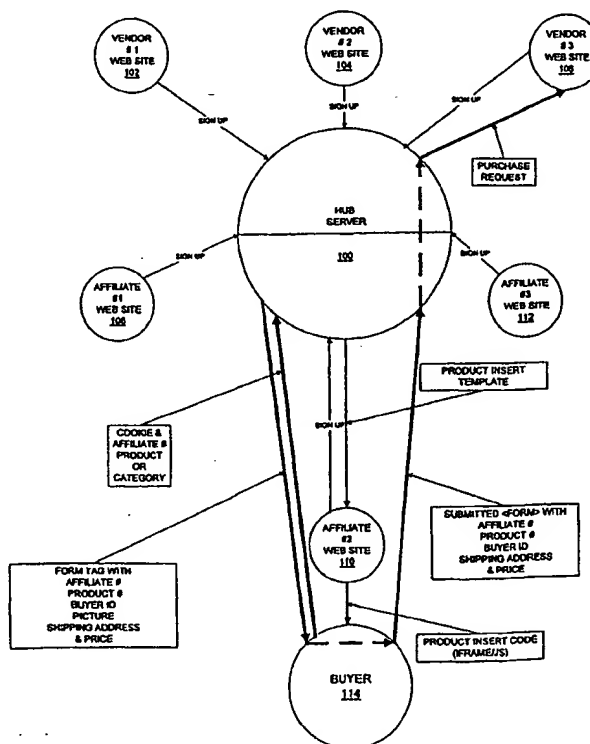 VENDOR
# 1
WEB SITE
102
VENDOR
# 2
WEB SITE
104
VENDOR
# 3
WEB SITE
106
SIGN UP
SIGN UP
SIGN UP
PURCHASE
REQUEST
HUB
SERVER
100
SIGN UP
SIGN UP
AFFILIATE
#1
WEB SITE
108
AFFILIATE
#3
WEB SITE
112
PRODUCT INSERT
TEMPLATE
SIGN UP
COOKIE &
AFFILIATE #
PRODUCT
OR
CATEGORY
AFFILIATE
#2
WEB SITE
110
SUBMITTED <FORM> WITH
AFFILIATE #
PRODUCT #
BUYER ID
SHIPPING ADDRESS
& PRICE
FORM TAG WITH
AFFILIATE #
PRODUCT #
BUYER ID
PICTURE
SHIPPING ADDRESS
& PRICE
PRODUCT INSERT CODE
(IFRAME/JS)
BUYER
114